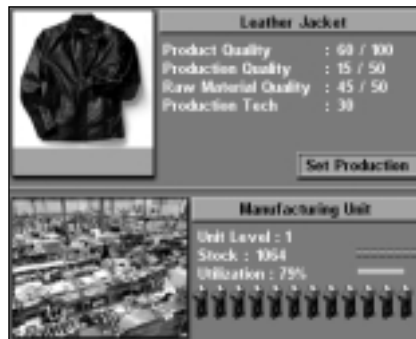 Leather Jacket
Product Quality : 60 / 100
Production Quality : 15 / 50
Raw Material Quality : 45 / 50
Production Tech : 30
Set Production
Manufacturing Unit
Unit Level : 1
Stock : 1064
Utilization : 79%